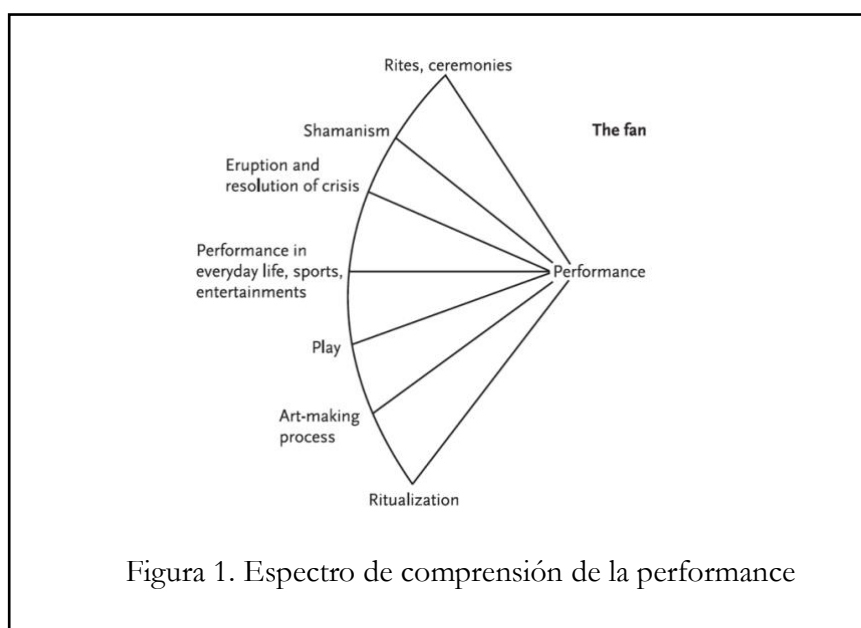 Rites, ceremonies
The fan
Shamanism
Eruption and
resolution of crisis
Performance in
everyday life, sports,
entertainments
Performance
Play
Art-making
process
Ritualization
Figura 1. Espectro de comprensión de la performance